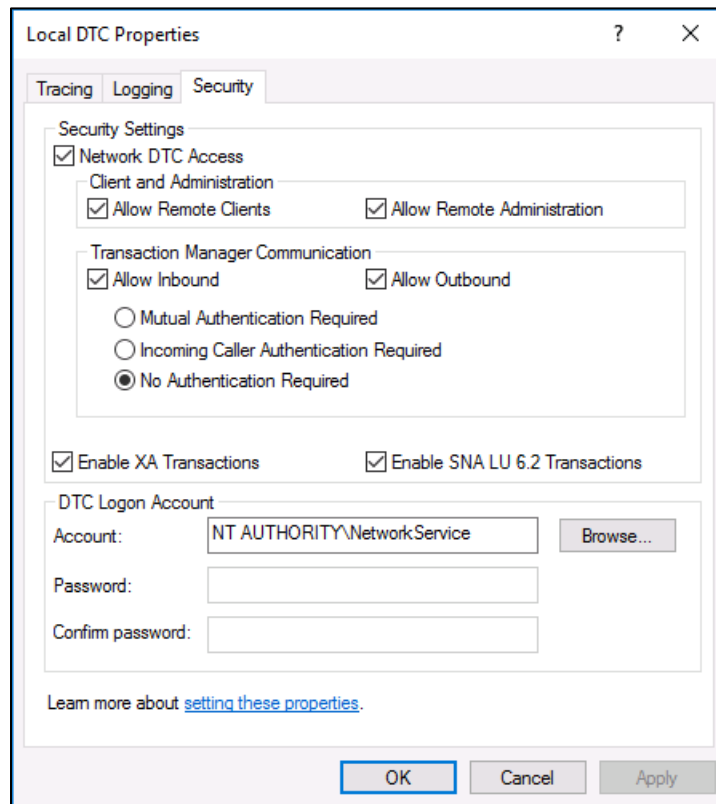 Local DTC Properties ?
Tracing Logging Security
Security Settings
Network DTC Access
Client and Administration
Allow Remote Clients Allow Remote Administration
Transaction Manager Communication
Allow Inbound Allow Outbound
Mutual Authentication Required
Incoming Caller Authentication Required
No Authentication Required
Enable XA Transactions Enable SNA LU 6.2 Transactions
DTC Logon Account
Account: NT AUTHORITY\NetworkService Browse...
Password:
Confirm password:
Learn more about setting these properties.
OK Cancel Apply